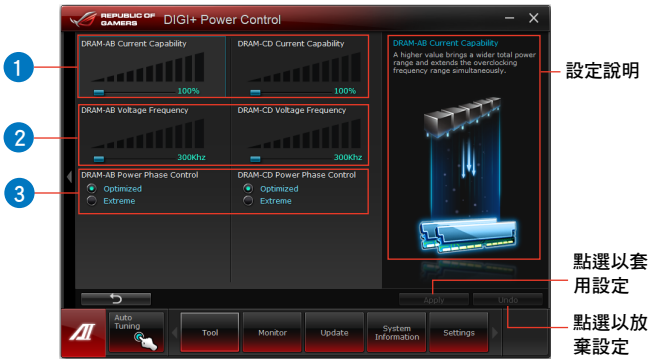 REPUBLIC OF
GAMERS
DIGI+ Power Control
1
DRAM-AB Current Capability
100%
DRAM-CD Current Capability
100%
2
DRAM-AB Voltage Frequency
300Khz
DRAM-CD Voltage Frequency
300Khz
3
DRAM-AB Power Phase Control
Optimized
Extreme
DRAM-CD Power Phase Control
Optimized
Extreme
DRAM-AB Current Capability
A higher value brings a wider total power
range and extends the overclocking
frequency range simultaneously.
設定說明
Apply
Undo
點選以套
用設定
點選以放
棄設定
Auto
Tuning
Tool
Monitor
Update
System
Information
Settings